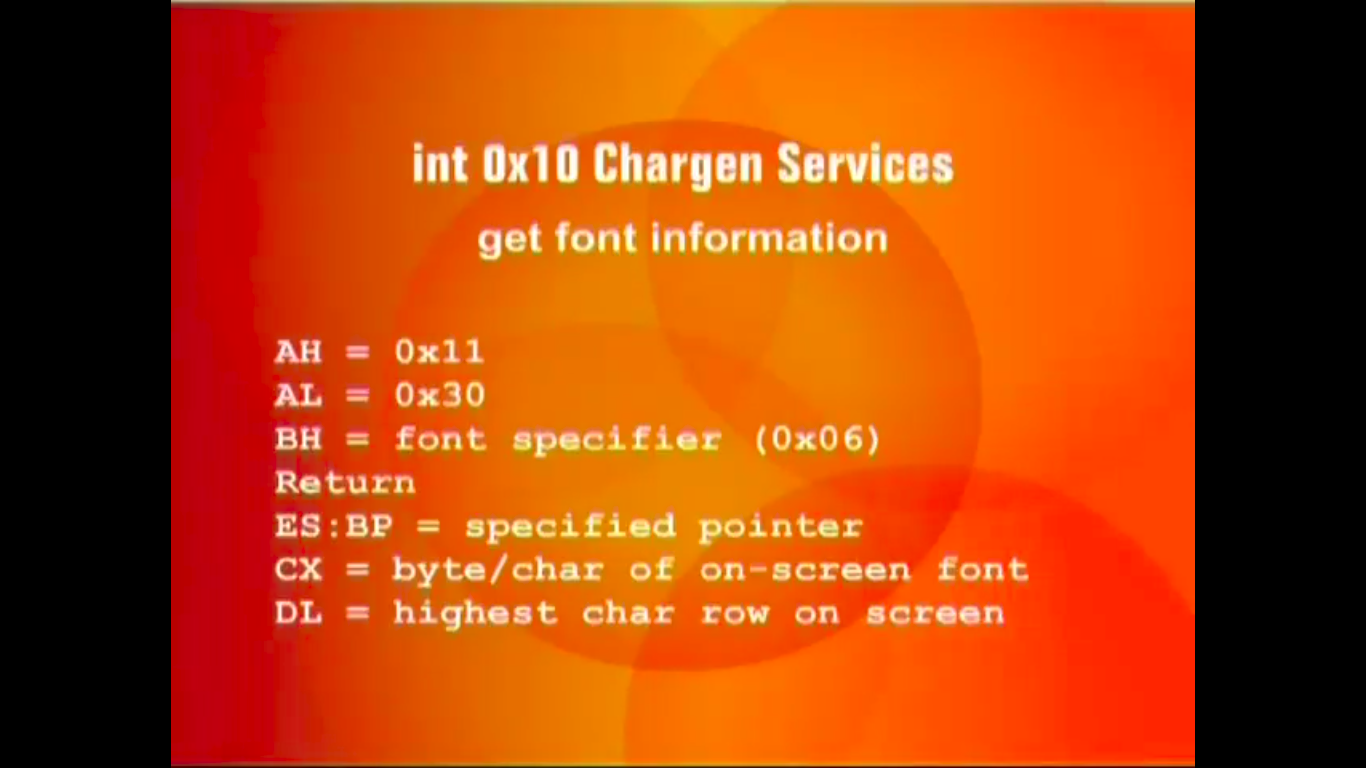 int 0x10 Chargen Services
get font information
AH = 0x11
AL = 0x30
BH = font specifier (0x06)
Return
ES:BP = specified pointer
CX = byte/char of on-screen font
DL = highest char row on screen